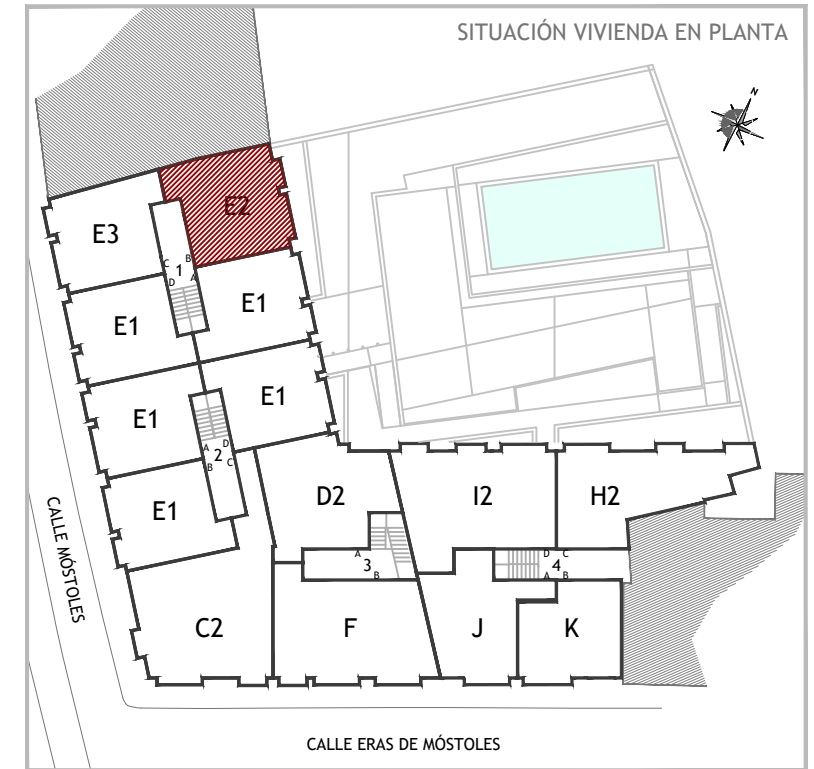 SITUACIÓN VIVIENDA EN PLANTA
N
E2
E3
C
B
1
D
A
E1
E1
E1
E1
A
D
2
B
C
E1
D2
I2
H2
A
3
B
D
C
4
A
B
C2
F
J
K
CALLE MÓSTOLES
CALLE ERAS DE MÓSTOLES